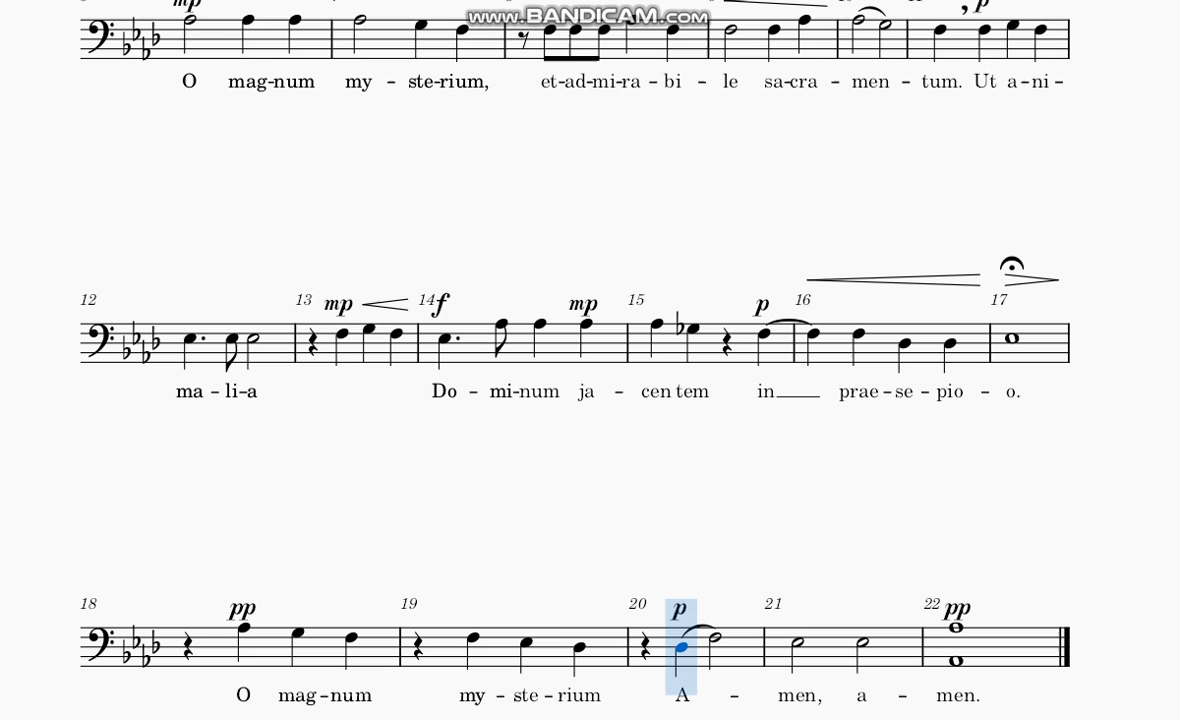 mp
www.BANDICAM.com
p
O mag-num my - ste-rium, et-ad-mi-ra - bi - le sa-cra - men - tum. Ut a-ni-
12 13 mp 14 f mp 15 p 16 17
ma - li-a Do - mi-num ja - cen tem in prae-se-pio - o.
18 pp 19 20 p 21 22 pp
O mag-num my - ste-rium A - men, a - men.